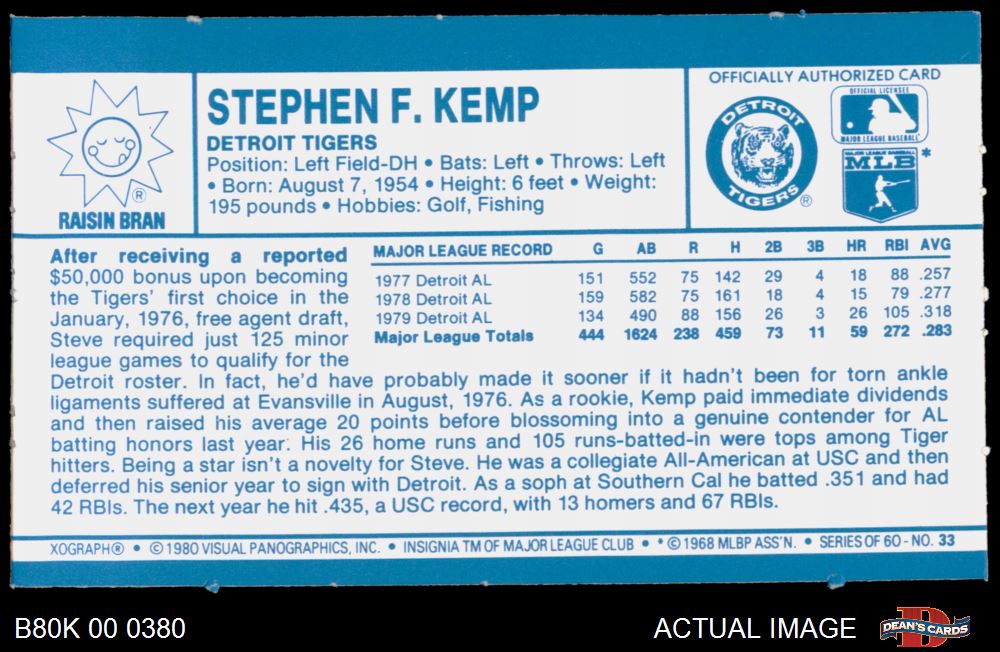 OFFICIALLY AUTHORIZED CARD
OFFICIAL LICENSEE
MAJOR LEAGUE BASEBALL
DETROIT
TIGERS®
MAJOR LEAGUE BASEBALL
MLB *
®
RAISIN BRAN
STEPHEN F. KEMP
DETROIT TIGERS
Position: Left Field-DH • Bats: Left • Throws: Left
• Born: August 7, 1954 • Height: 6 feet • Weight:
195 pounds • Hobbies: Golf, Fishing
After receiving a reported
$50,000 bonus upon becoming
the Tigers' first choice in the
January, 1976, free agent draft,
Steve required just 125 minor
league games to qualify for the
MAJOR LEAGUE RECORD G AB R H 2B 3B HR RBI AVG
1977 Detroit AL 151 552 75 142 29 4 18 88 .257
1978 Detroit AL 159 582 75 161 18 4 15 79 .277
1979 Detroit AL 134 490 88 156 26 3 26 105 .318
Major League Totals 444 1624 238 459 73 11 59 272 .283
Detroit roster. In fact, he'd have probably made it sooner if it hadn't been for torn ankle
ligaments suffered at Evansville in August, 1976. As a rookie, Kemp paid immediate dividends
and then raised his average 20 points before blossoming into a genuine contender for AL
batting honors last year. His 26 home runs and 105 runs-batted-in were tops among Tiger
hitters. Being a star isn't a novelty for Steve. He was a collegiate All-American at USC and then
deferred his senior year to sign with Detroit. As a soph at Southern Cal he batted .351 and had
42 RBIs. The next year he hit .435, a USC record, with 13 homers and 67 RBIs.
XOGRAPH® • ©1980 VISUAL PANOGRAPHICS, INC. • INSIGNIA TM OF MAJOR LEAGUE CLUB • *©1968 MLBP ASS'N. • SERIES OF 60 - NO. 33
B80K 00 0380
ACTUAL IMAGE
DEAN'S CARDS